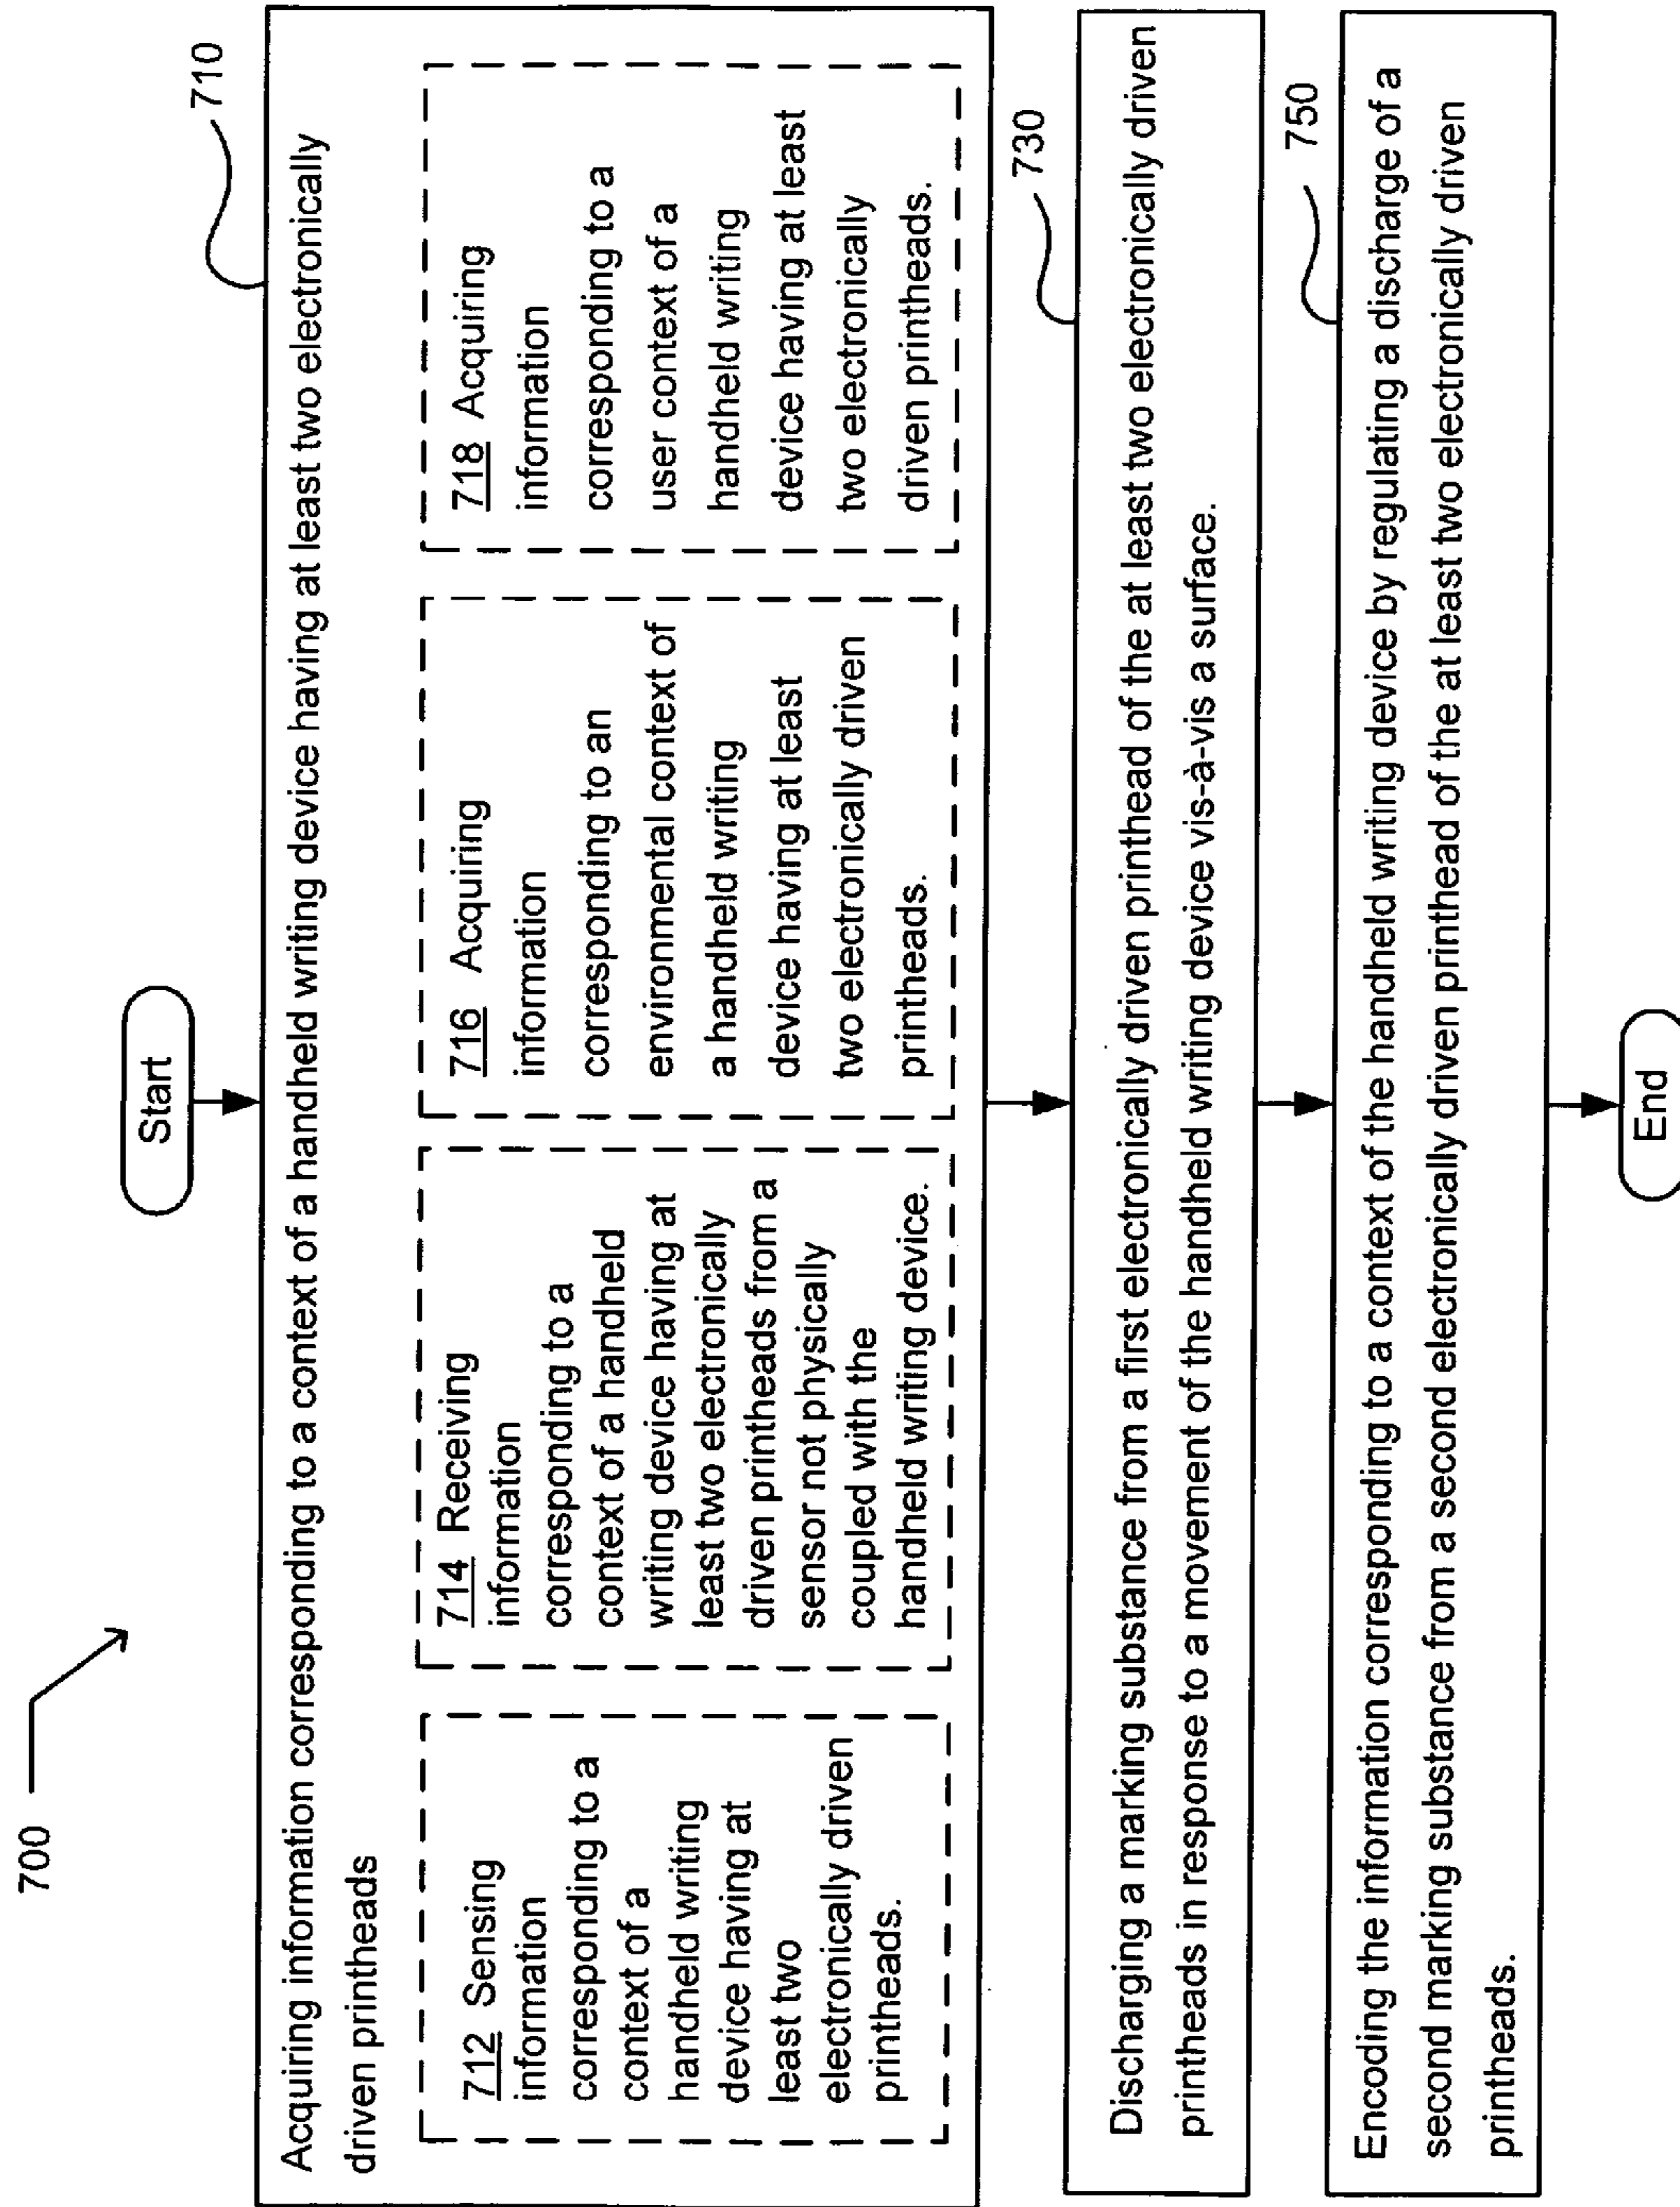 700
Start
710
Acquiring information corresponding to a context of a handheld writing device having at least two electronically
driven printheads
712 Sensing
information
corresponding to a
context of a
handheld writing
device having at
least two
electronically driven
printheads.
714 Receiving
information
corresponding to a
context of a handheld
writing device having at
least two electronically
driven printheads from a
sensor not physically
coupled with the
handheld writing device.
716 Acquiring
information
corresponding to an
environmental context of
a handheld writing
device having at least
two electronically driven
printheads.
718 Acquiring
information
corresponding to a
user context of a
handheld writing
device having at least
two electronically
driven printheads.
730
Discharging a marking substance from a first electronically driven printhead of the at least two electronically driven
printheads in response to a movement of the handheld writing device vis-à-vis a surface.
750
Encoding the information corresponding to a context of the handheld writing device by regulating a discharge of a
second marking substance from a second electronically driven printhead of the at least two electronically driven
printheads.
End